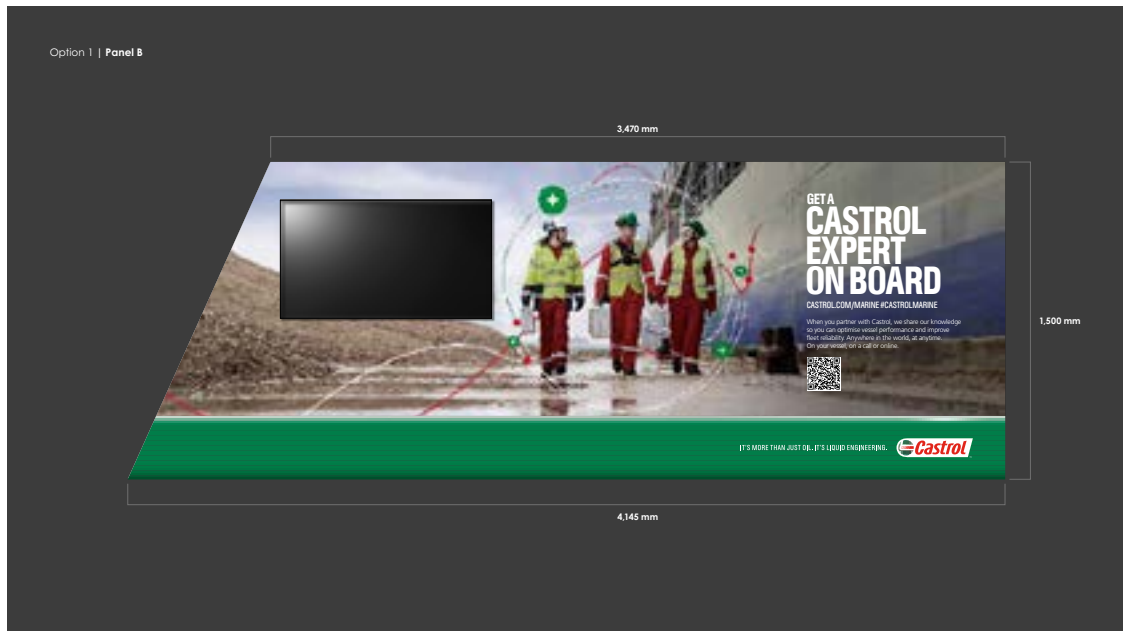 Option 1 | Panel B
3,470 mm
GET A
CASTROL
EXPERT
ON BOARD
CASTROL.COM/MARINE #CASTROLMARINE
When you partner with Castrol, we share our knowledge
so you can optimise vessel performance and improve
fleet reliability. Anywhere in the world, at anytime.
On your vessel, on a call or online.
1,500 mm
IT'S MORE THAN JUST OIL. IT'S LIQUID ENGINEERING.
Castrol
4,145 mm